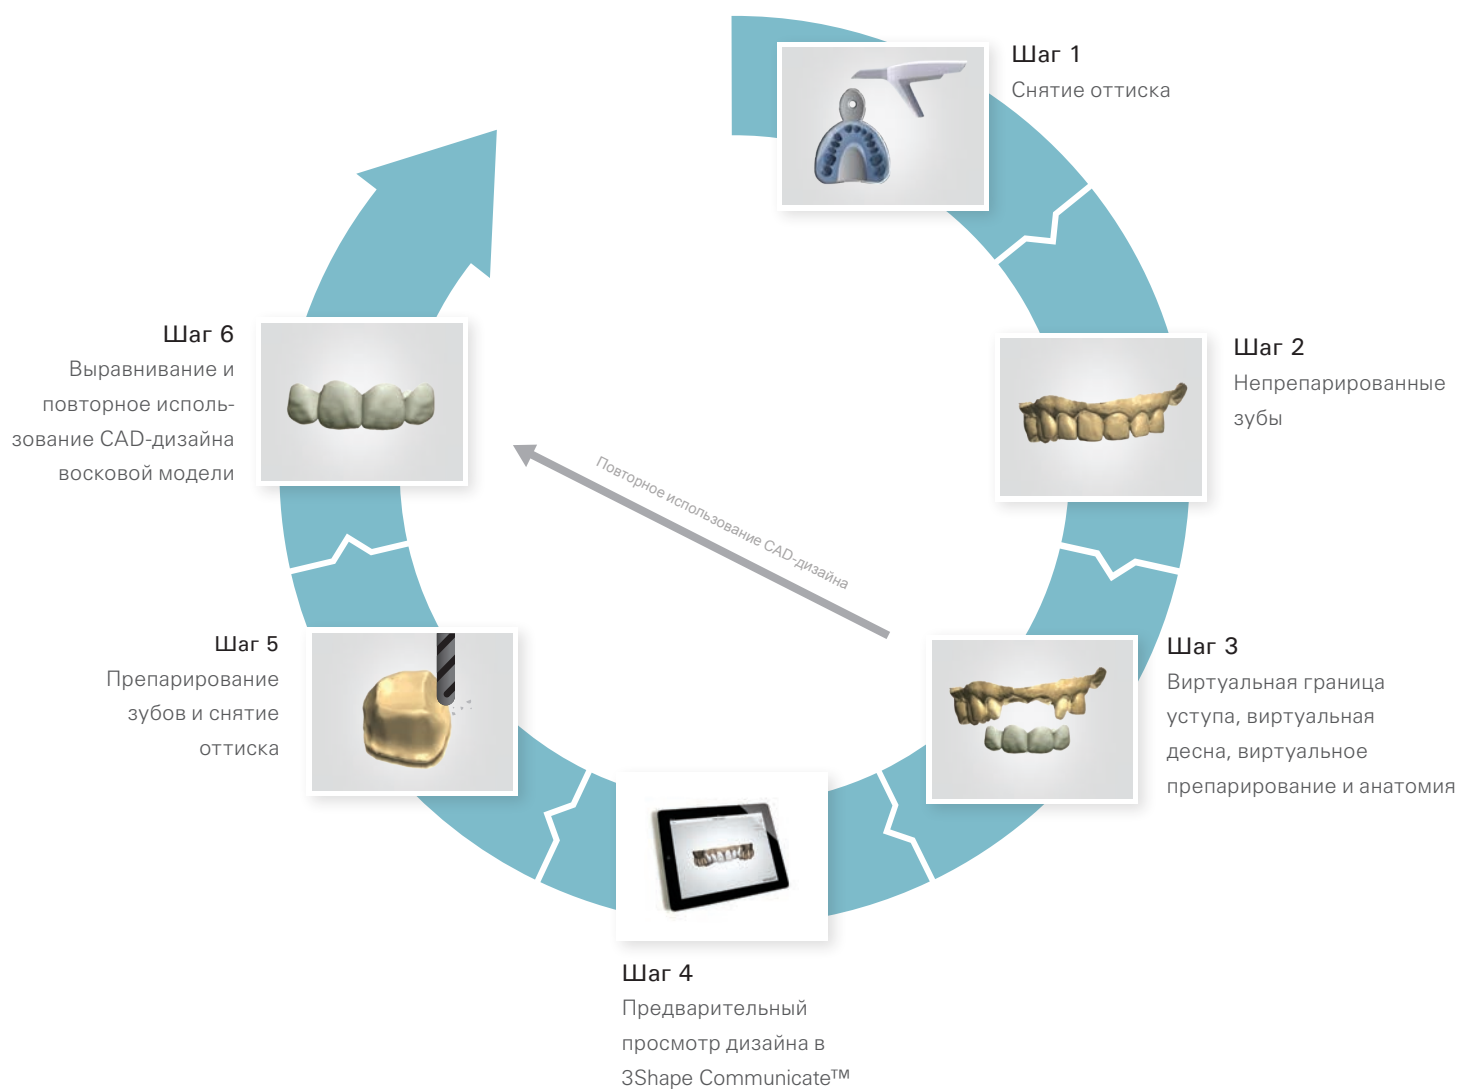 Шаг 1
Снятие оттиска
Шаг 2
Непрепарированные
зубы
Шаг 3
Виртуальная граница
уступа, виртуальная
десна, виртуальное
препарирование и анатомия
Шаг 4
Предварительный
просмотр дизайна в
3Shape Communicate™
Шаг 5
Препарирование
зубов и снятие
оттиска
Шаг 6
Выравнивание и
повторное исполь-
зование CAD-дизайна
восковой модели
Повторное использование CAD-дизайна